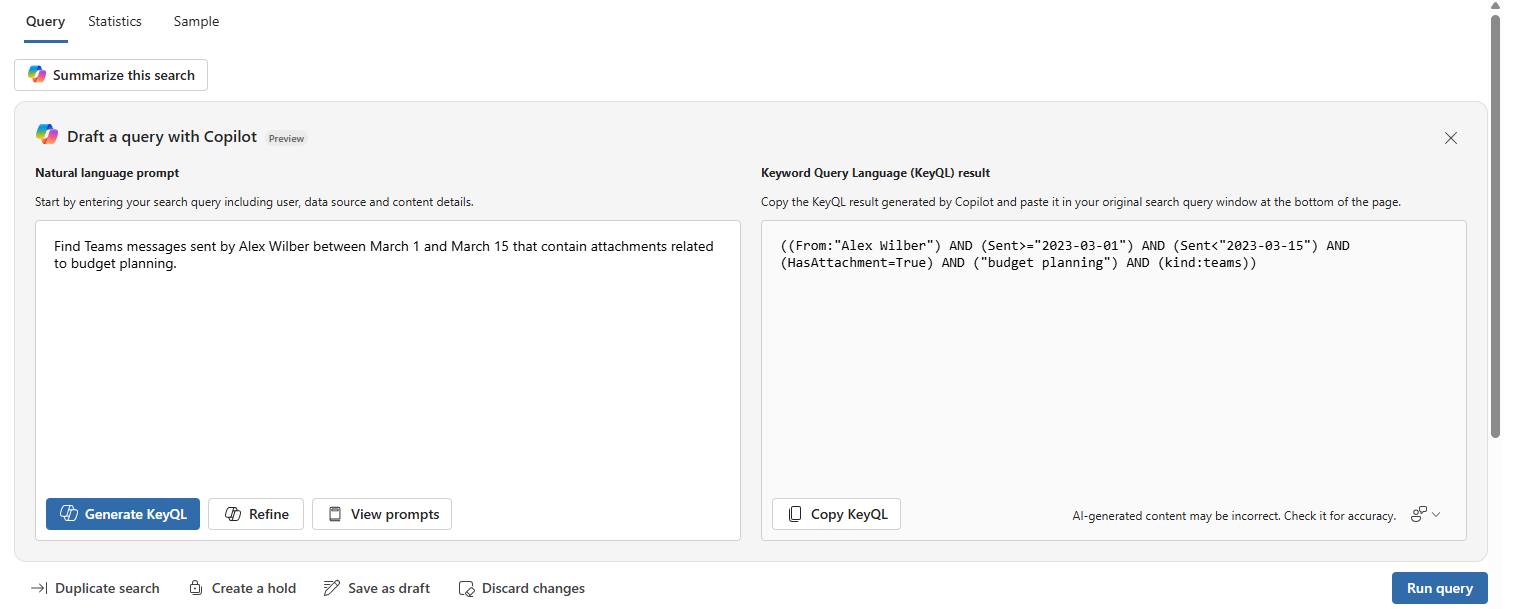 Query Statistics Sample
Summarize this search
Draft a query with Copilot Preview
Natural language prompt
Start by entering your search query including user, data source and content details.
Find Teams messages sent by Alex Wilber between March 1 and March 15 that contain attachments related
to budget planning.
Generate KeyQL Refine View prompts
Keyword Query Language (KeyQL) result
Copy the KeyQL result generated by Copilot and paste it in your original search query window at the bottom of the page.
((From:"Alex Wilber") AND (Sent>="2023-03-01") AND (Sent<"2023-03-15") AND
(HasAttachment=True) AND ("budget planning") AND (kind:teams))
Copy KeyQL AI-generated content may be incorrect. Check it for accuracy.
Duplicate search Create a hold Save as draft Discard changes Run query